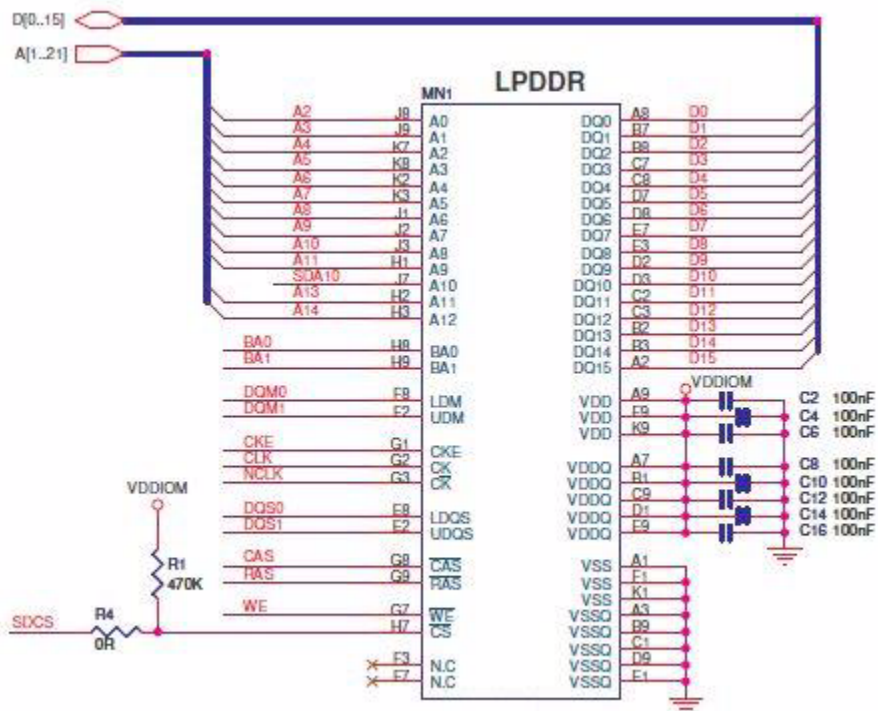 D[0..15]
A[1..21]
LPDDR
MN1
A2 J8 A0 DQ0 A8 D0
A3 J9 A1 DQ1 B7 D1
A4 K7 A2 DQ2 B8 D2
A5 K8 A3 DQ3 C7 D3
A6 K2 A4 DQ4 C8 D4
A7 K3 A5 DQ5 D7 D5
A8 J1 A6 DQ6 D8 D6
A9 J2 A7 DQ7 E7 D7
A10 J3 A8 DQ8 E3 D8
A11 H1 A9 DQ9 D2 D9
SDA10 J7 A10 DQ10 D3 D10
A13 H2 A11 DQ11 C2 D11
A14 H3 A12 DQ12 C3 D12
DQ13 B2 D13
BA0 H8 BA0 DQ14 B3 D14
BA1 H9 BA1 DQ15 A2 D15
VDDIOM
DQM0 F8 LDM VDD A9 C2 100nF
DQM1 F2 UDM VDD F9 C4 100nF
VDD K9 C6 100nF
CKE G1 CKE
CLK G2 CK VDDQ A7 C8 100nF
NCLK G3 CK VDDQ B1 C10 100nF
VDDQ C9 C12 100nF
DQS0 E8 LDQS VDDQ D1 C14 100nF
DQS1 E2 UDQS VDDQ E9 C16 100nF
VDDIOM
R1
470K
CAS G8 CAS VSS A1
RAS G9 RAS VSS F1
VSS K1
WE G7 WE VSSQ A3
SDCS R4 0R H7 CS VSSQ B9
VSSQ C1
F3 N.C VSSQ D9
F7 N.C VSSQ E1